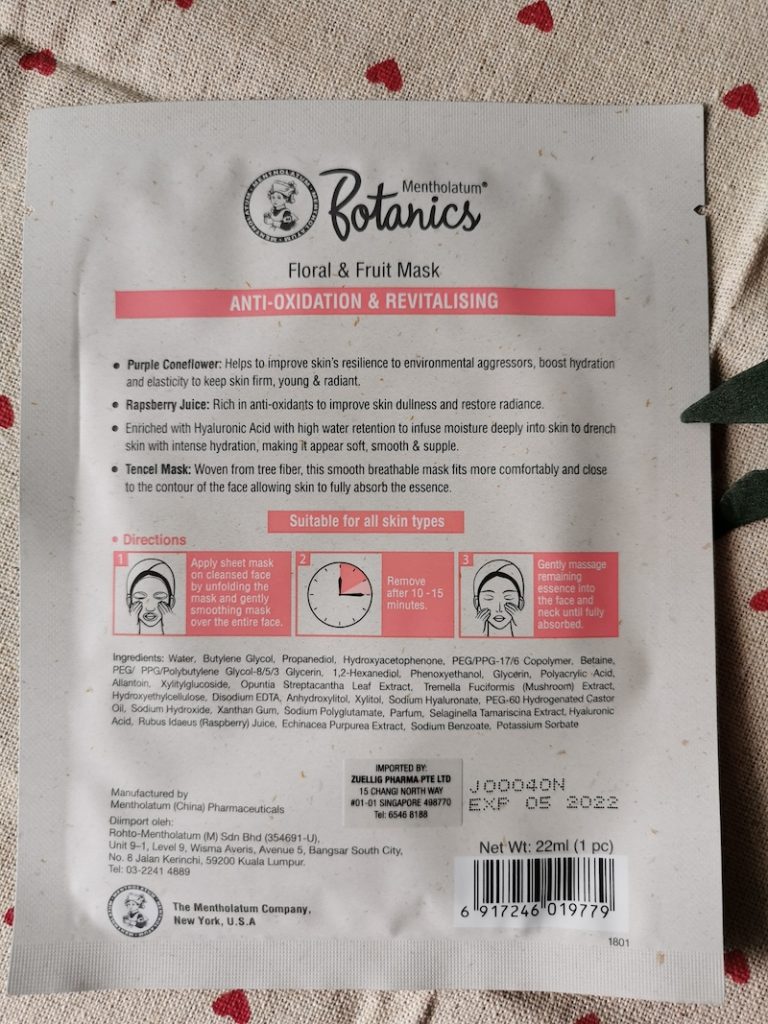 MENTHOLATUM · MENTHOLATUM · MENTHOLATUM
Mentholatum®
Botanics
Floral & Fruit Mask
ANTI-OXIDATION & REVITALISING
• Purple Coneflower: Helps to improve skin's resilience to environmental aggressors, boost hydration
and elasticity to keep skin firm, young & radiant.
• Rapsberry Juice: Rich in anti-oxidants to improve skin dullness and restore radiance.
• Enriched with Hyaluronic Acid with high water retention to infuse moisture deeply into skin to drench
skin with intense hydration, making it appear soft, smooth & supple.
• Tencel Mask: Woven from tree fiber, this smooth breathable mask fits more comfortably and close
to the contour of the face allowing skin to fully absorb the essence.
Suitable for all skin types
• Directions
1
Apply sheet mask
on cleansed face
by unfolding the
mask and gently
smoothing mask
over the entire face.
2
Remove
after 10 -15
minutes.
3
Gently massage
remaining
essence into
the face and
neck until fully
absorbed.
Ingredients: Water, Butylene Glycol, Propanediol, Hydroxyacetophenone, PEG/PPG-17/6 Copolymer, Betaine,
PEG/ PPG/Polybutylene Glycol-8/5/3 Glycerin, 1,2-Hexanediol, Phenoxyethanol, Glycerin, Polyacrylic Acid,
Allantoin, Xylitylglucoside, Opuntia Streptacantha Leaf Extract, Tremella Fuciformis (Mushroom) Extract,
Hydroxyethylcellulose, Disodium EDTA, Anhydroxylitol, Xylitol, Sodium Hyaluronate, PEG-60 Hydrogenated Castor
Oil, Sodium Hydroxide, Xanthan Gum, Sodium Polyglutamate, Parfum, Selaginella Tamariscina Extract, Hyaluronic
Acid, Rubus Idaeus (Raspberry) Juice, Echinacea Purpurea Extract, Sodium Benzoate, Potassium Sorbate
IMPORTED BY:
ZUELLIG PHARMA PTE LTD
15 CHANGI NORTH WAY
#01-01 SINGAPORE 498770
Tel: 6546 8188
J00040N
EXP 05 2022
Manufactured by
Mentholatum (China) Pharmaceuticals
Diimport oleh:
Rohto-Mentholatum (M) Sdn Bhd (354691-U),
Unit 9–1, Level 9, Wisma Averis, Avenue 5, Bangsar South City,
No. 8 Jalan Kerinchi, 59200 Kuala Lumpur.
Tel: 03-2241 4889
Net Wt: 22ml (1 pc)
6 917246 019779
MENTHOLATUM · MENTHOLATUM · MENTHOLATUM
The Mentholatum Company,
New York, U.S.A
1801